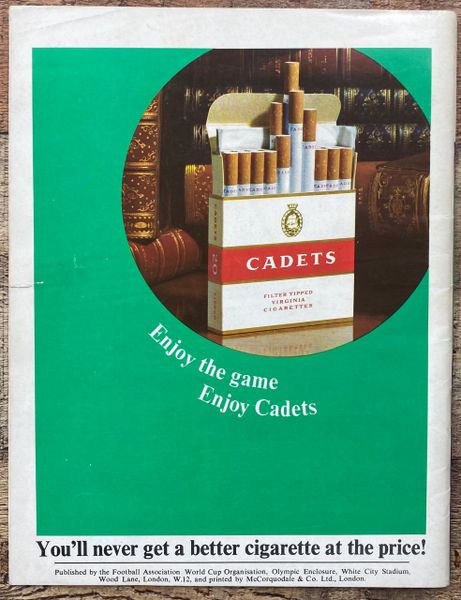 CADETS
FILTER TIPPED
VIRGINIA
CIGARETTES
CADETS 20
Enjoy the game
Enjoy Cadets
You'll never get a better cigarette at the price!
Published by the Football Association World Cup Organisation, Olympic Enclosure, White City Stadium,
Wood Lane, London, W.12, and printed by McCorquodale & Co. Ltd., London.